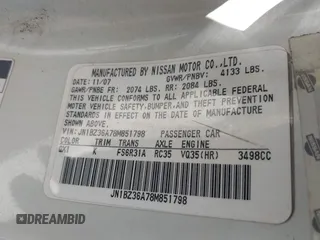 MANUFACTURED BY NISSAN MOTOR CO.,LTD.
DATE: 11/07 GVWR/PNBV: 4133 LBS.
GAWR/PNBE FR: 2074 LBS. RR: 2084 LBS.
THIS VEHICLE CONFORMS TO ALL APPLICABLE FEDERAL
MOTOR VEHICLE SAFETY,BUMPER,AND THEFT PREVENTION
STANDARDS IN EFFECT ON THE DATE OF MANUFACTURE
SHOWN ABOVE.
VIN:JN1BZ36A78M851798 PASSENGER CAR
COLOR TRIM TRANS AXLE ENGINE
K FS6R31A RC35 VQ35(HR) 3498CC
JN1BZ36A78M851798
@DREAMBID